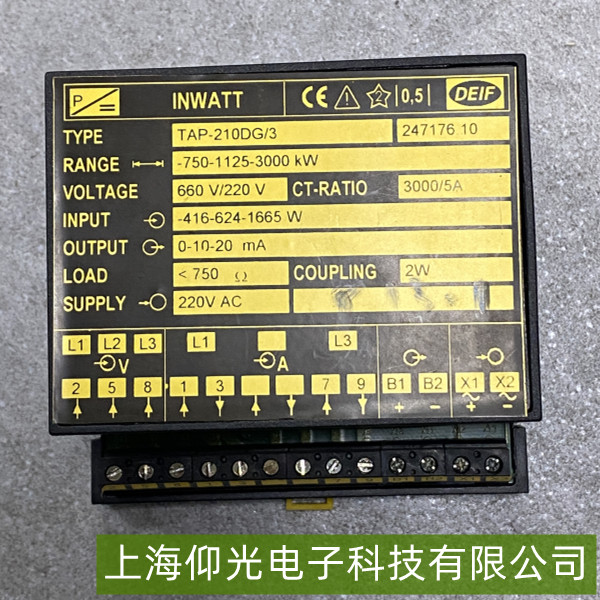 P INWATT CE 2 0,5 DEIF
TYPE TAP-210DG/3 247176.10
RANGE -750-1125-3000 kW
VOLTAGE 660 V/220 V CT-RATIO 3000/5A
INPUT -416-624-1665 W
OUTPUT 0-10-20 mA
LOAD < 750 Ω COUPLING 2W
SUPPLY 220V AC
L1 L2 L3 L1 L3
V A
2 5 8 1 3 7 9 B1 B2 X1 X2
+ - ~ ~
上海仰光电子科技有限公司